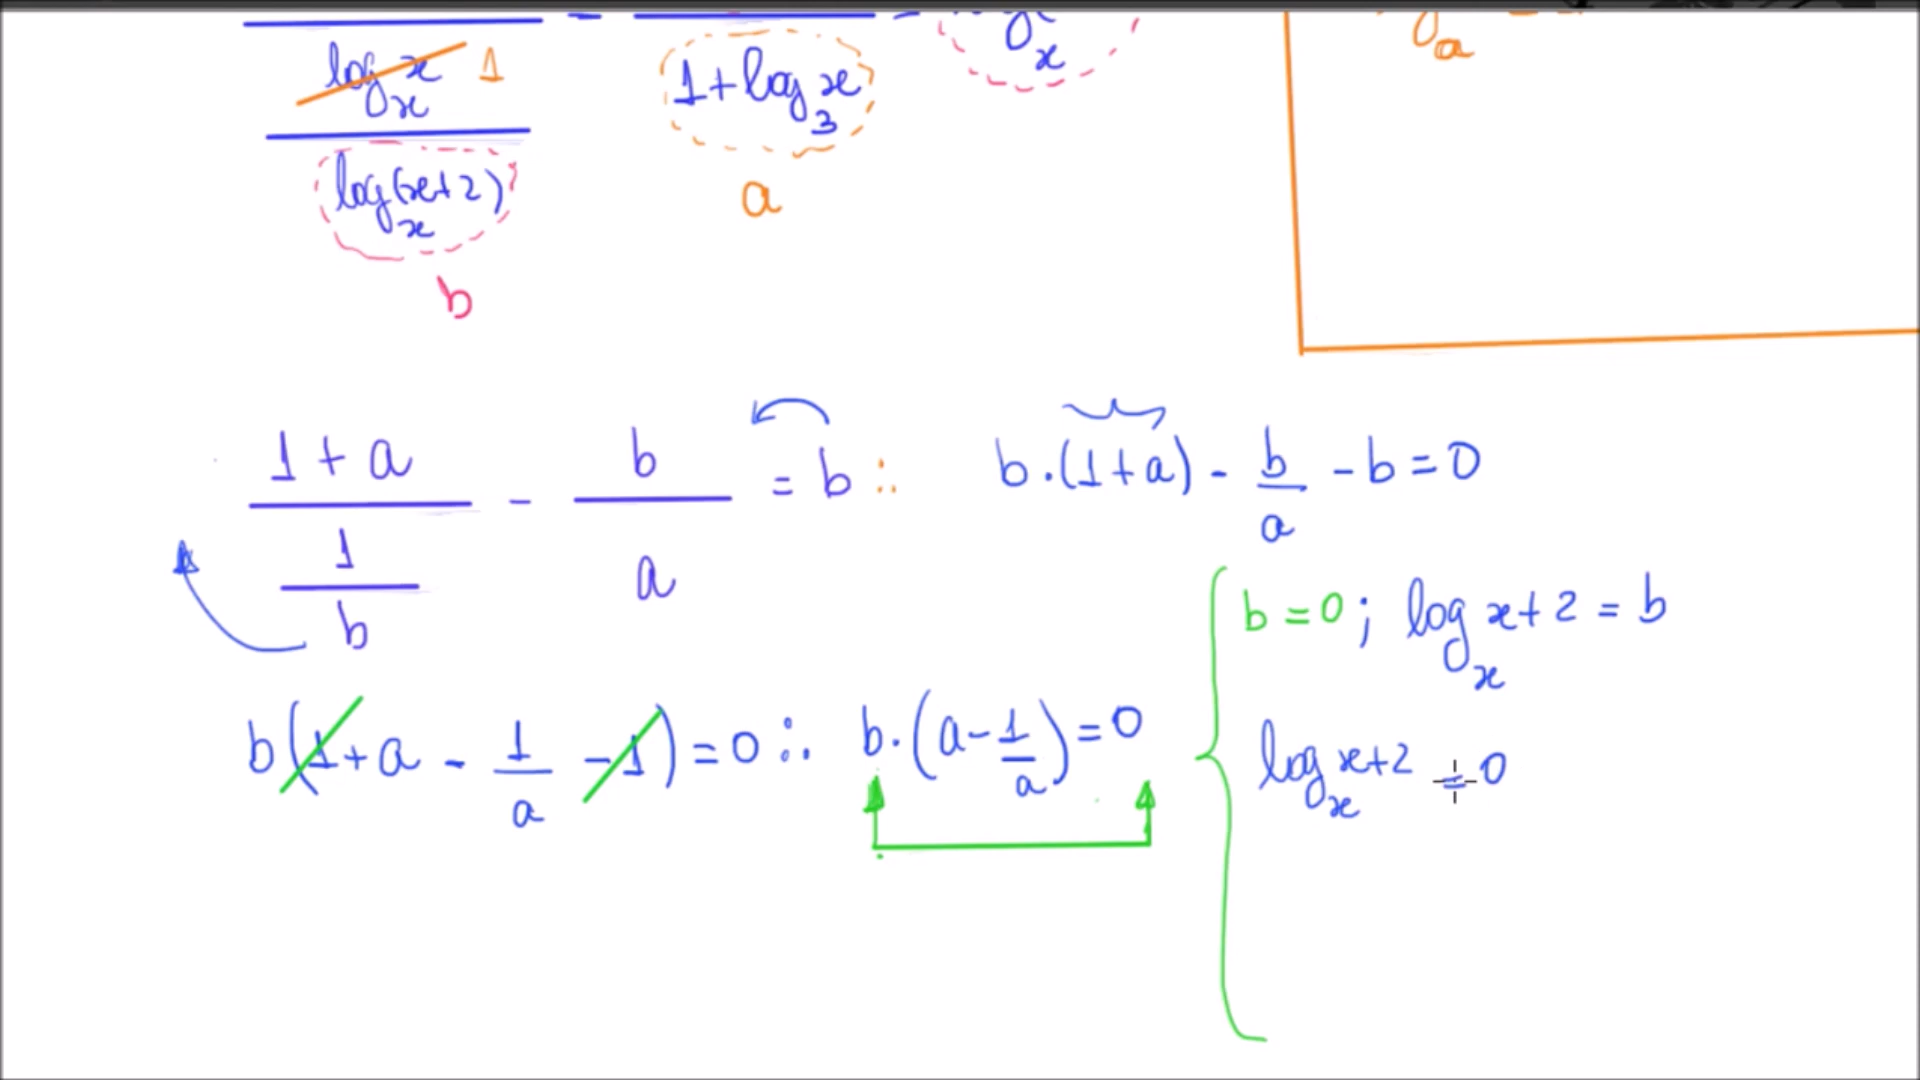 log_x x 1
1+log_3 x
x
a
log_x(x+2)
a
b
(1+a)/(1/b) - b/a = b ∴ b·(1+a) - b/a - b = 0
b = 0; log_x x+2 = b
b(1+a - 1/a - 1) = 0 ∴ b·(a - 1/a) = 0
log_x x+2 = 0